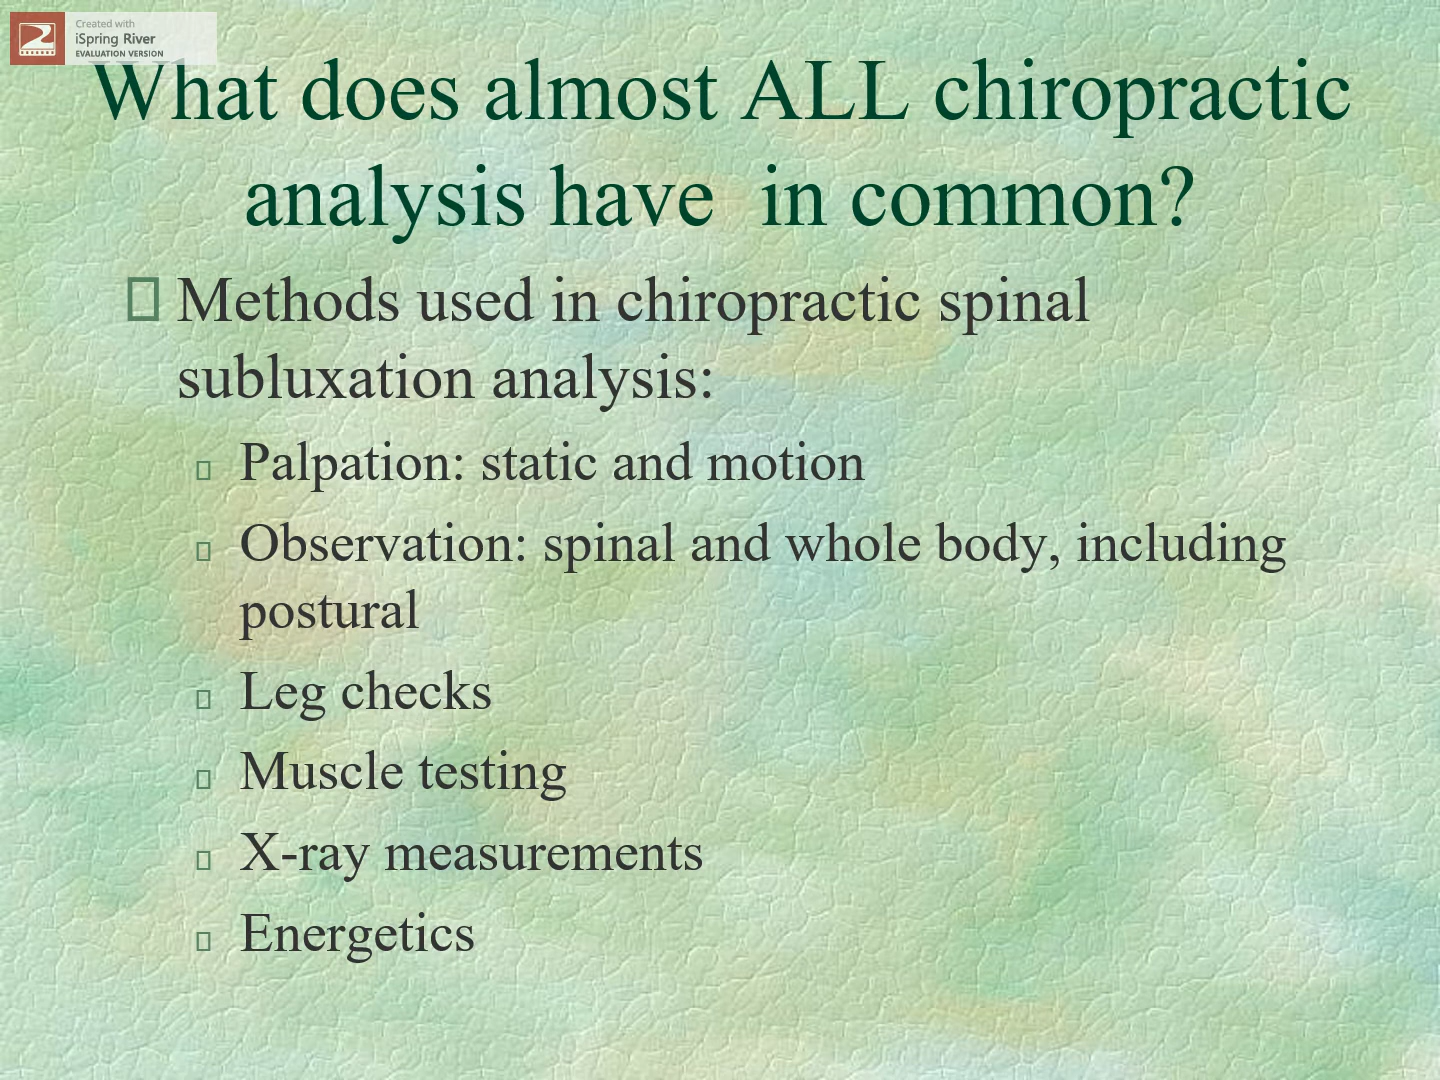 Created with
iSpring River
EVALUATION VERSION
What does almost ALL chiropractic
analysis have  in common?
Methods used in chiropractic spinal
subluxation analysis:
Palpation: static and motion
Observation: spinal and whole body, including
postural
Leg checks
Muscle testing
X-ray measurements
Energetics